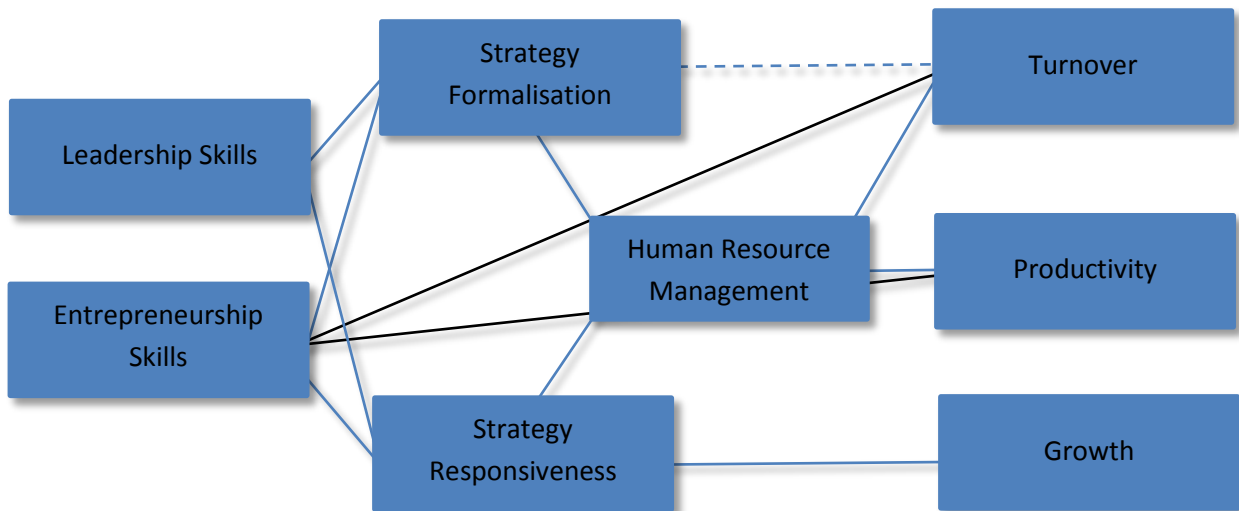 Strategy
Formalisation
Turnover
Leadership Skills
Human Resource
Management
Productivity
Entrepreneurship
Skills
Strategy
Responsiveness
Growth